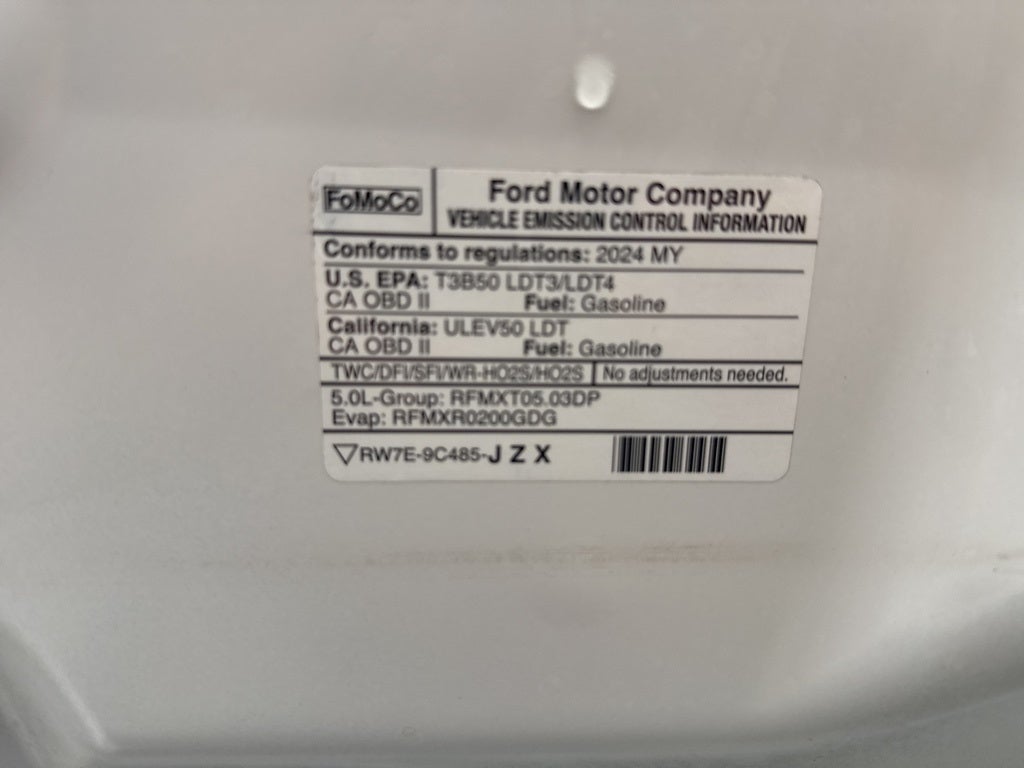 FoMoCo
Ford Motor Company
VEHICLE EMISSION CONTROL INFORMATION
Conforms to regulations: 2024 MY
U.S. EPA: T3B50 LDT3/LDT4
CA OBD II Fuel: Gasoline
California: ULEV50 LDT
CA OBD II Fuel: Gasoline
TWC/DFI/SFI/WR-HO2S/HO2S No adjustments needed.
5.0L-Group: RFMXT05.03DP
Evap: RFMXR0200GDG
RW7E-9C485-J Z X